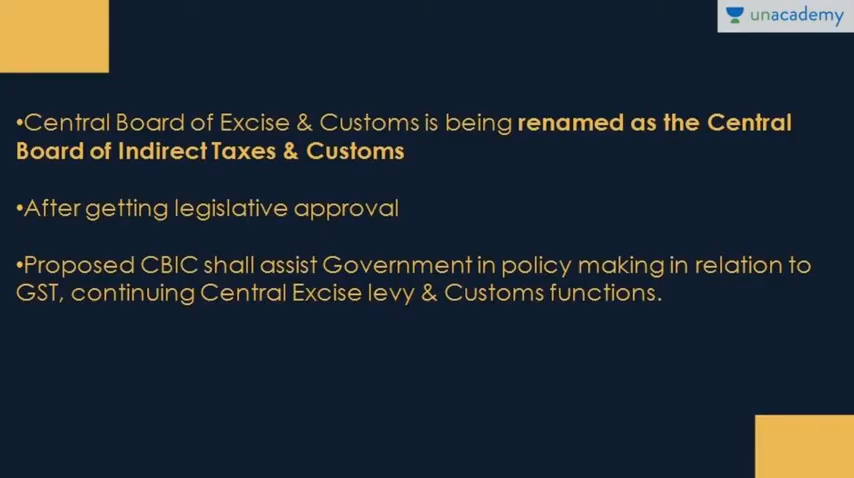 unacademy
•Central Board of Excise & Customs is being renamed as the Central
Board of Indirect Taxes & Customs
•After getting legislative approval
•Proposed CBIC shall assist Government in policy making in relation to
GST, continuing Central Excise levy & Customs functions.